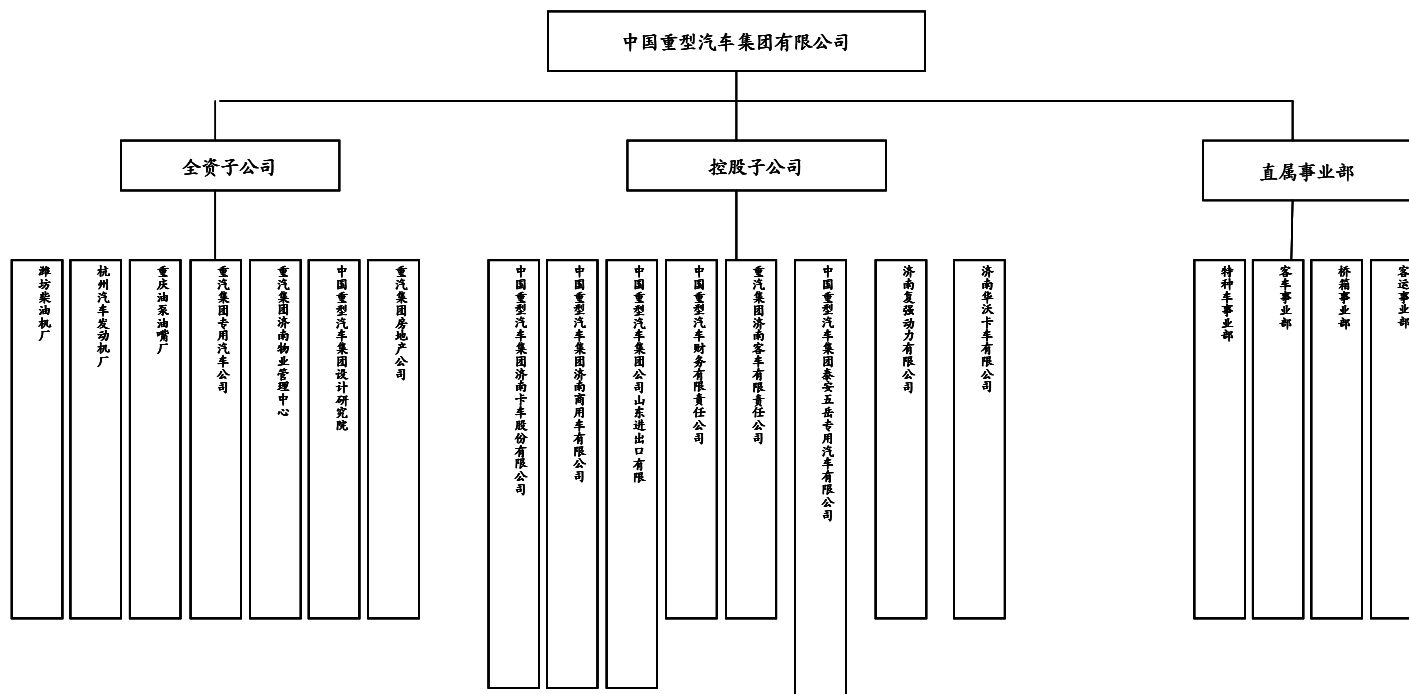 中国重型汽车集团有限公司
全资子公司
控股子公司
直属事业部
潍坊柴油机厂
杭州汽车发动机厂
重庆油泵油嘴厂
重汽集团专用汽车公司
重汽集团济南物业管理中心
中国重型汽车集团设计研究院
重汽集团房地产公司
中国重型汽车集团济南卡车股份有限公司
中国重型汽车集团济南商用车有限公司
中国重型汽车集团公司山东进出口有限
中国重型汽车财务有限责任公司
重汽集团济南客车有限责任公司
中国重型汽车集团泰安五岳专用汽车有限公司
济南复强动力有限公司
济南华沃卡车有限公司
特种车事业部
客车事业部
桥箱事业部
客运事业部